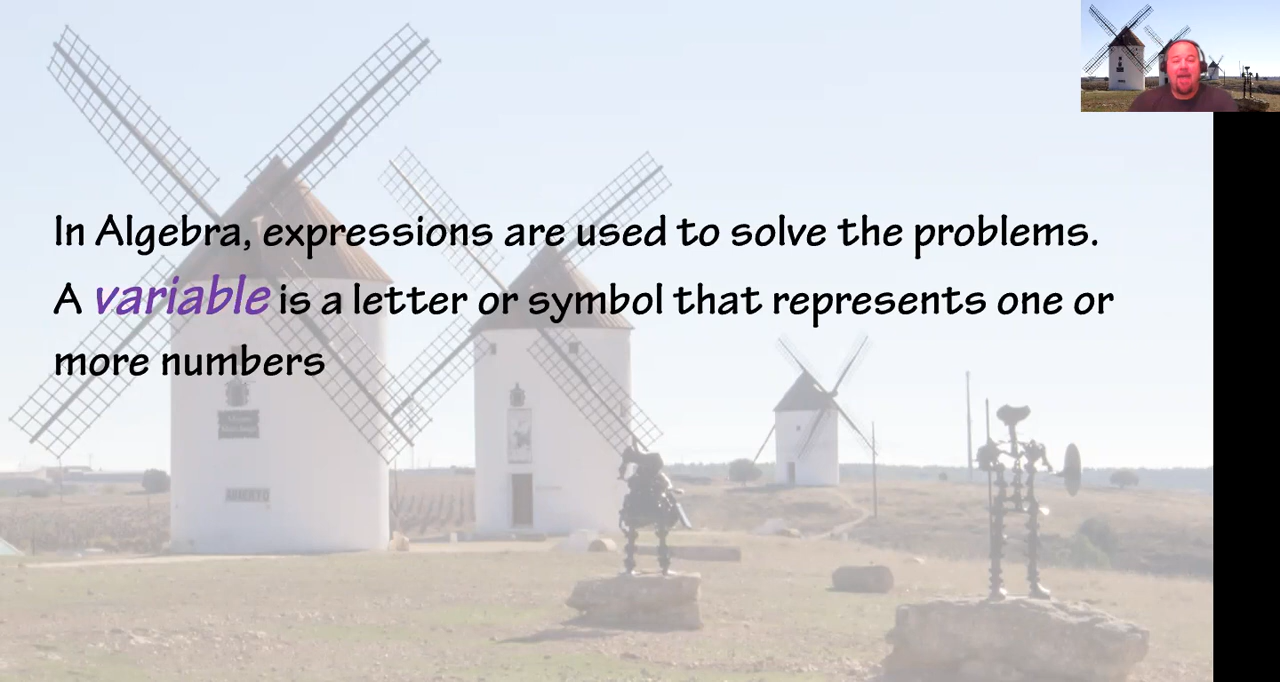 In Algebra, expressions are used to solve the problems.
A variable is a letter or symbol that represents one or
more numbers